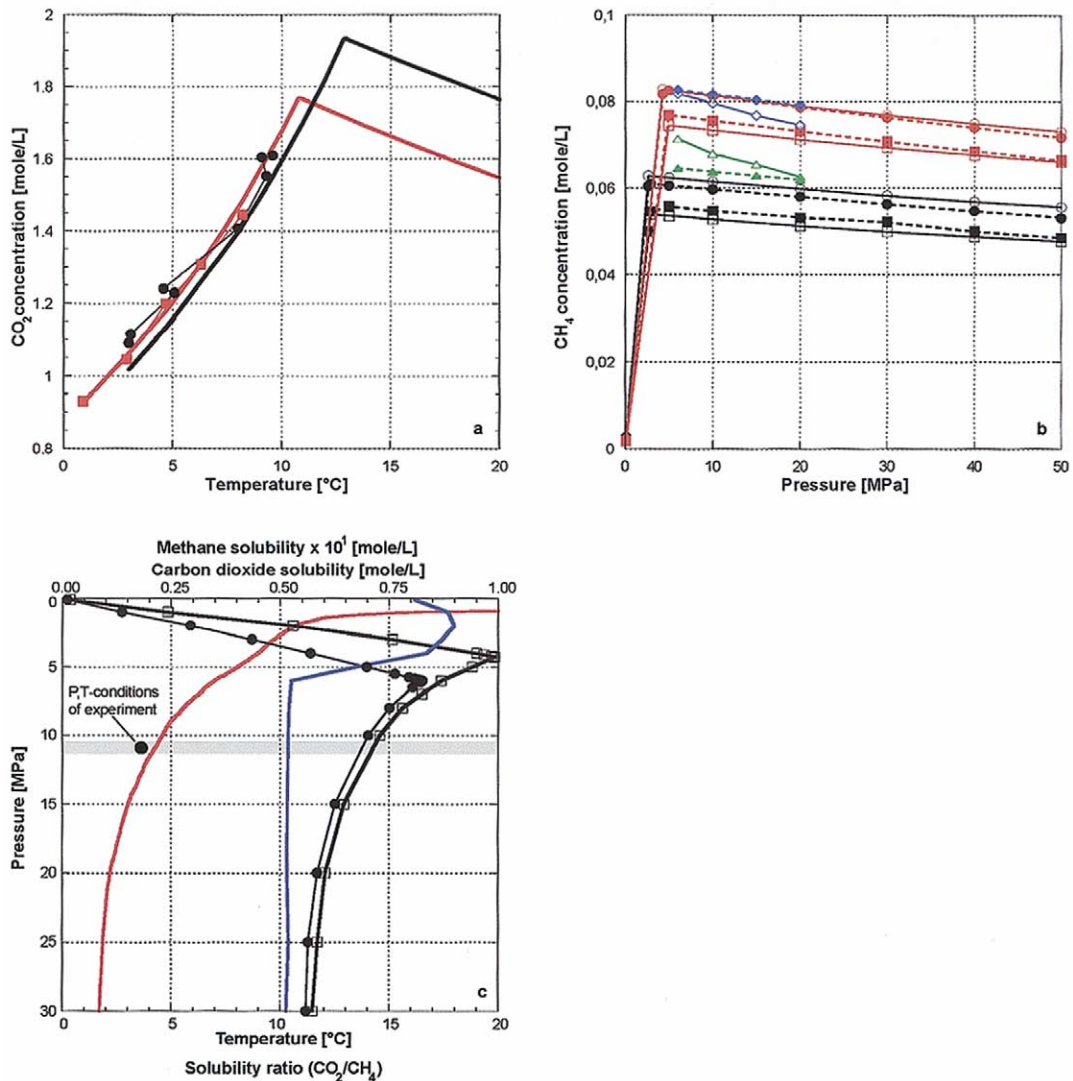 2
1.8
1.6
1.4
1.2
1
0.8
CO₂ concentration [mole/L]
0 5 10 15 20
Temperature [°C]
a
0,1
0,08
0,06
0,04
0,02
0
CH₄ concentration [mole/L]
0 10 20 30 40 50
Pressure [MPa]
b
Methane solubility x 10¹ [mole/L]
Carbon dioxide solubility [mole/L]
0.00 0.25 0.50 0.75 1.00
0
5
10
15
20
25
30
Pressure [MPa]
P,T-conditions
of experiment
c
0 5 10 15 20
Temperature [°C]
Solubility ratio (CO₂/CH₄)